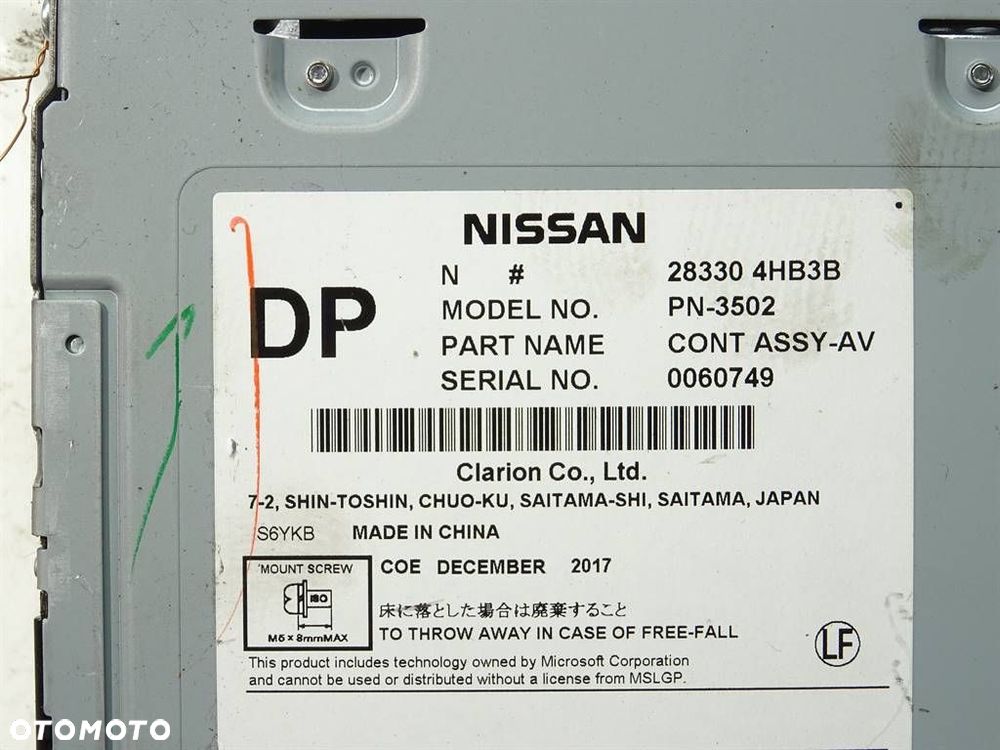 NISSAN
DP
N # 28330 4HB3B
MODEL NO. PN-3502
PART NAME CONT ASSY-AV
SERIAL NO. 0060749
Clarion Co., Ltd.
7-2, SHIN-TOSHIN, CHUO-KU, SAITAMA-SHI, SAITAMA, JAPAN
S6YKB MADE IN CHINA
COE DECEMBER 2017
MOUNT SCREW
ISO
M5 × 8mmMAX
床に落とした場合は廃棄すること
TO THROW AWAY IN CASE OF FREE-FALL
LF
This product includes technology owned by Microsoft Corporation
and cannot be used or distributed without a license from MSLGP.
OTOMOTO